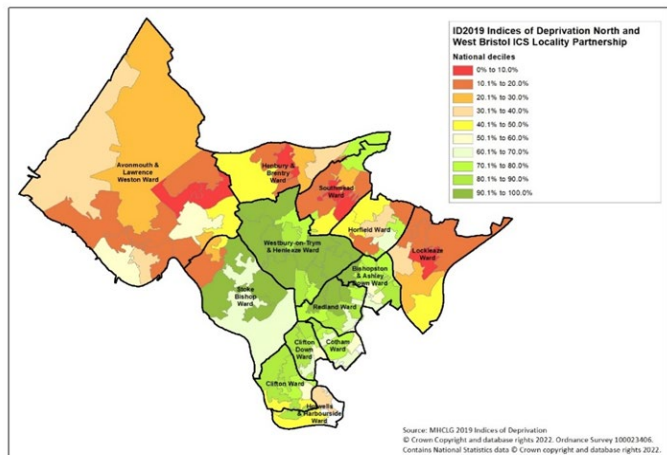 ID2019 Indices of Deprivation North and
West Bristol ICS Locality Partnership
National deciles
0% to 10.0%
10.1% to 20.0%
20.1% to 30.0%
30.1% to 40.0%
40.1% to 50.0%
50.1% to 60.0%
60.1% to 70.0%
70.1% to 80.0%
80.1% to 90.0%
90.1% to 100.0%
Avonmouth &
Lawrence
Weston Ward
Henbury &
Brentry
Ward
Southmead
Ward
Horfield Ward
Lockleaze
Ward
Westbury-on-Trym
& Henleaze Ward
Bishopston
& Ashley
Down Ward
Stoke
Bishop
Ward
Redland Ward
Clifton
Down
Ward
Cotham
Ward
Clifton Ward
Hotwells
& Harbourside
Ward
Source: MHCLG 2019 Indices of Deprivation
© Crown Copyright and database rights 2022. Ordnance Survey 100023406.
Contains National Statistics data © Crown copyright and database rights 2022.